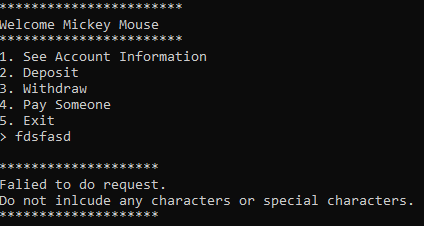 ***********************
Welcome Mickey Mouse
***********************
1. See Account Information
2. Deposit
3. Withdraw
4. Pay Someone
5. Exit
> fdsfasd
********************
Falied to do request.
Do not inlcude any characters or special characters.
********************